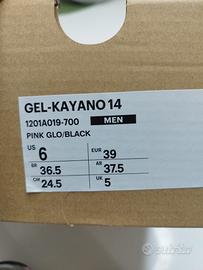 GEL-KAYANO 14
1201A019-700 MEN
PINK GLO/BLACK
US 6 EUR 39
BR 36.5 AR 37.5
CM 24.5 UK 5
subito